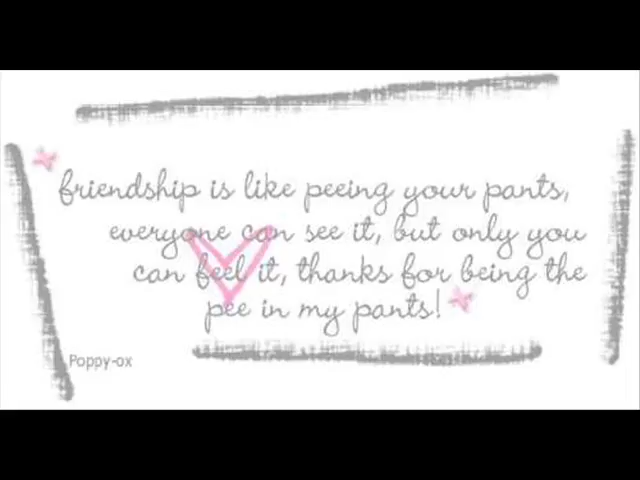 friendship is like peeing your pants,
everyone can see it, but only you
can feel it, thanks for being the
pee in my pants!
Poppy-ox